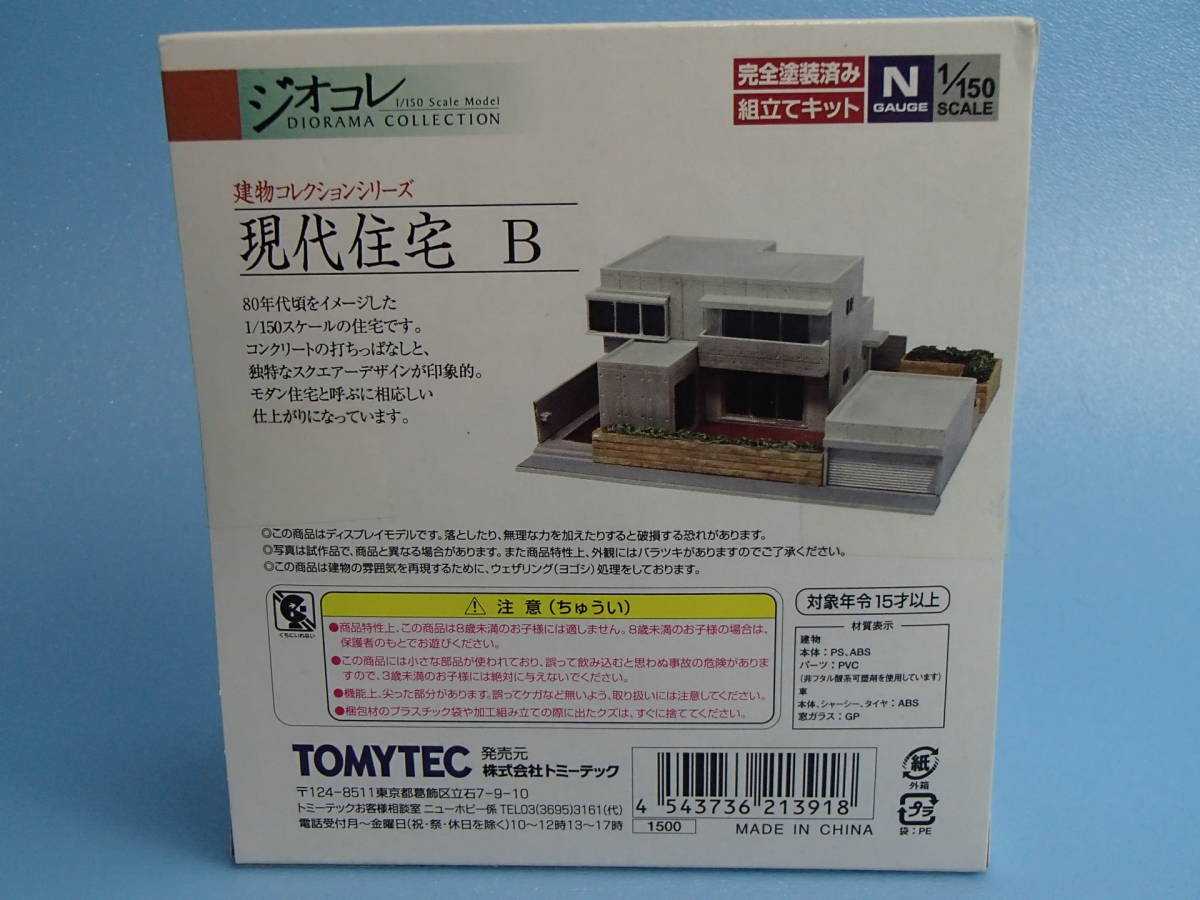 ジオコレ
1/150 Scale Model
DIORAMA COLLECTION
完全塗装済み
組立てキット
N
GAUGE
1/150
SCALE
建物コレクションシリーズ
現代住宅 B
80年代頃をイメージした
1/150スケールの住宅です。
コンクリートの打ちっぱなしと、
独特なスクエアーデザインが印象的。
モダン住宅と呼ぶに相応しい
仕上がりになっています。
◎この商品はディスプレイモデルです。落としたり、無理な力を加えたりすると破損する恐れがあります。
◎写真は試作品で、商品と異なる場合があります。また商品特性上、外観にはバラツキがありますのでご了承ください。
◎この商品は建物の雰囲気を再現するために、ウェザリング(ヨゴシ)処理をしております。
くちにいれない
⚠ 注意(ちゅうい)
●商品特性上、この商品は8歳未満のお子様には適しません。8歳未満のお子様の場合は、
保護者のもとでお遊びください。
●この商品には小さな部品が使われており、誤って飲み込むと思わぬ事故の危険がありま
すので、3歳未満のお子様には絶対に与えないでください。
●機能上、尖った部分があります。誤ってケガなど無いよう、取り扱いには注意してください。
●梱包材のプラスチック袋や加工組み立ての際に出たクズは、すぐに捨ててください。
対象年令15才以上
材質表示
建物
本体:PS、ABS
パーツ:PVC
(非フタル酸系可塑剤を使用しています)
車
本体、シャーシー、タイヤ:ABS
窓ガラス:GP
TOMYTEC
発売元
株式会社トミーテック
〒124-8511東京都葛飾区立石7-9-10
トミーテックお客様相談室 ニューホビー係 TEL03(3695)3161(代)
電話受付月〜金曜日(祝・祭・休日を除く)10〜12時13〜17時
4 543736 213918
1500
MADE IN CHINA
紙
外箱
プラ
袋:PE